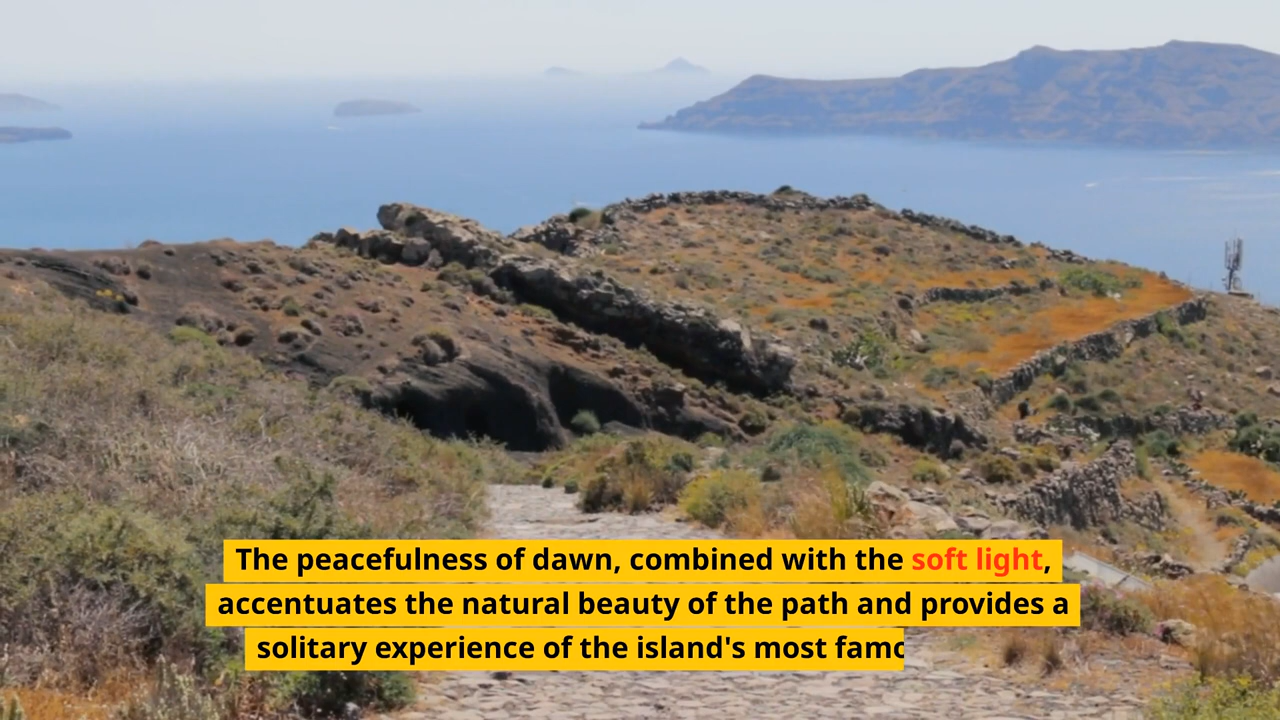 The peacefulness of dawn, combined with the soft light,
accentuates the natural beauty of the path and provides a
solitary experience of the island's most